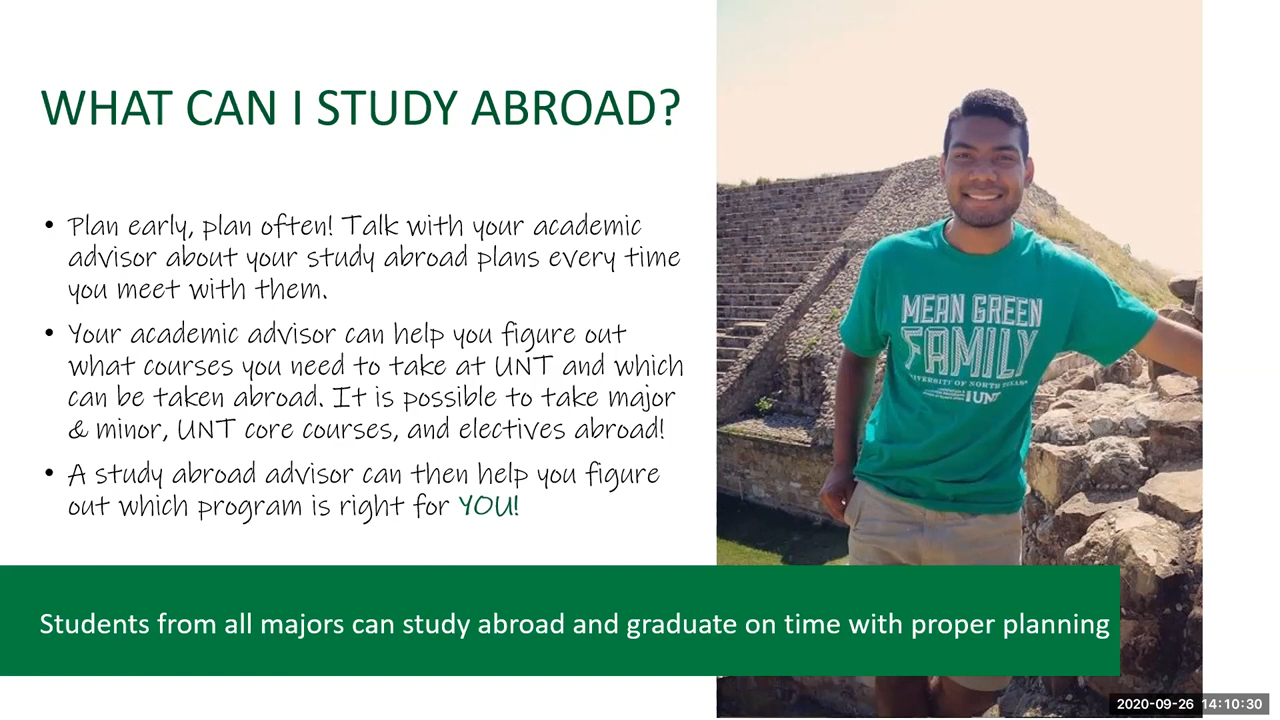 WHAT CAN I STUDY ABROAD?
• Plan early, plan often! Talk with your academic
advisor about your study abroad plans every time
you meet with them.
• Your academic advisor can help you figure out
what courses you need to take at UNT and which
can be taken abroad. It is possible to take major
& minor, UNT core courses, and electives abroad!
• A study abroad advisor can then help you figure
out which program is right for YOU!
MEAN GREEN
FAMILY
UNIVERSITY OF NORTH TEXAS
UNT
Students from all majors can study abroad and graduate on time with proper planning
2020-09-26 14:10:30